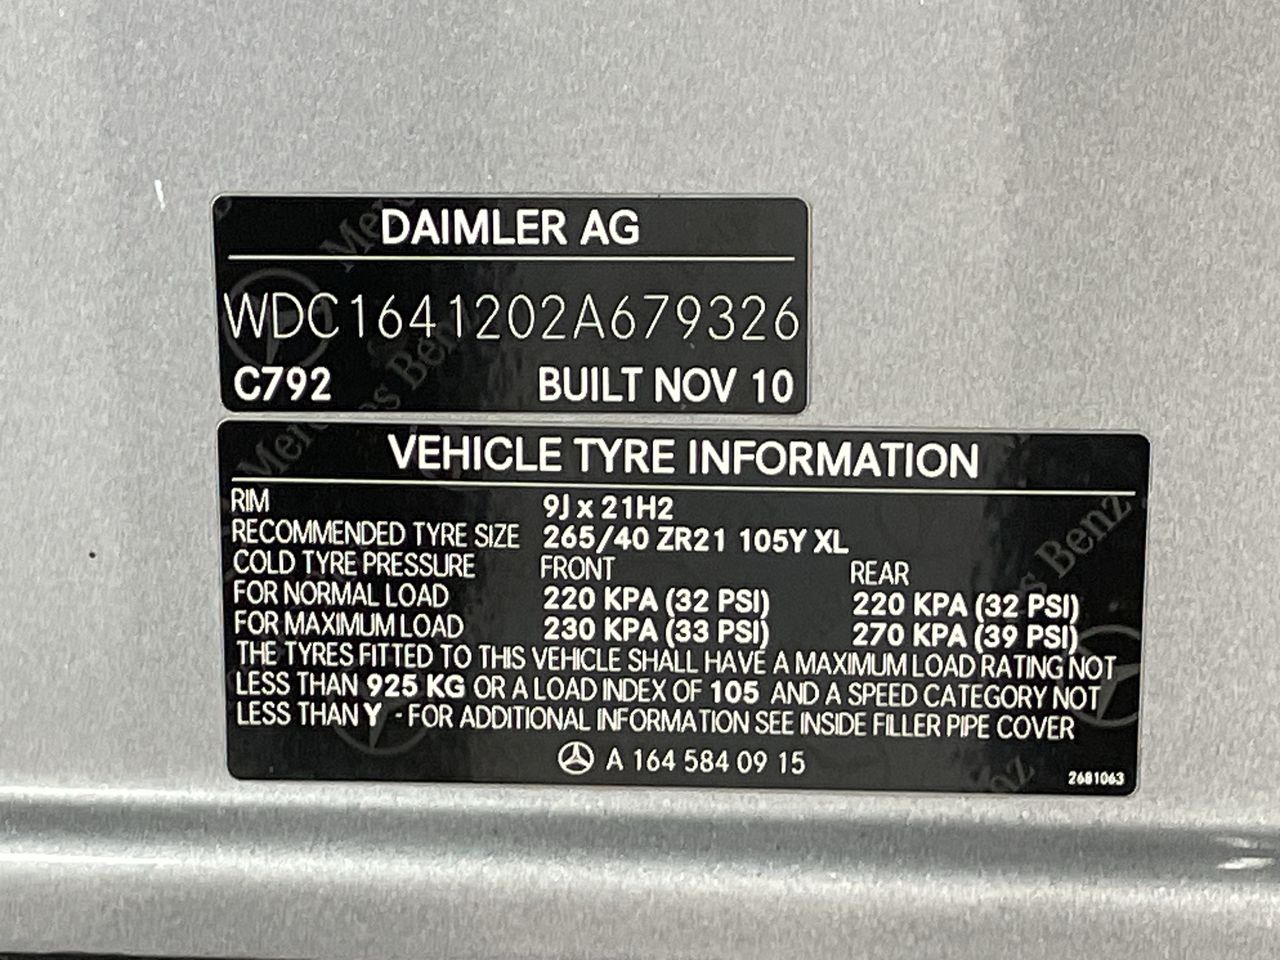 DAIMLER AG
WDC1641202A679326
C792 BUILT NOV 10
VEHICLE TYRE INFORMATION
RIM 9J x 21H2
RECOMMENDED TYRE SIZE 265/40 ZR21 105Y XL
COLD TYRE PRESSURE FRONT REAR
FOR NORMAL LOAD 220 KPA (32 PSI) 220 KPA (32 PSI)
FOR MAXIMUM LOAD 230 KPA (33 PSI) 270 KPA (39 PSI)
THE TYRES FITTED TO THIS VEHICLE SHALL HAVE A MAXIMUM LOAD RATING NOT
LESS THAN 925 KG OR A LOAD INDEX OF 105 AND A SPEED CATEGORY NOT
LESS THAN Y - FOR ADDITIONAL INFORMATION SEE INSIDE FILLER PIPE COVER
A 164 584 09 15
2681063